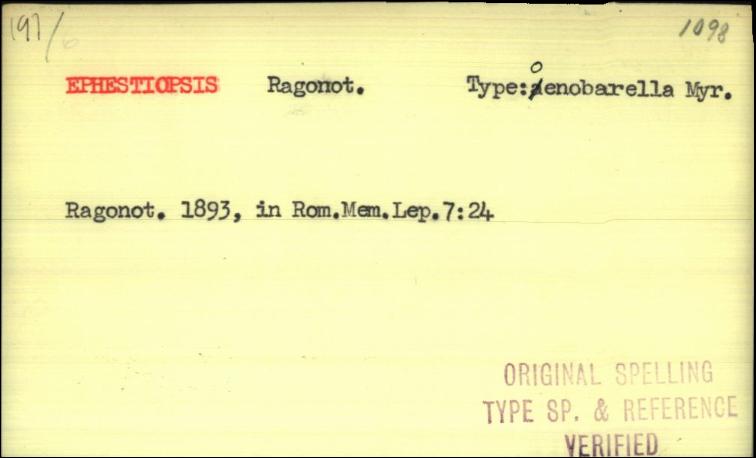 197/6 1098
EPHESTIOPSIS Ragonot. Type: oenobarella Myr.
Ragonot. 1893, in Rom.Mem.Lep.7:24
ORIGINAL SPELLING
TYPE SP. & REFERENCE
VERIFIED